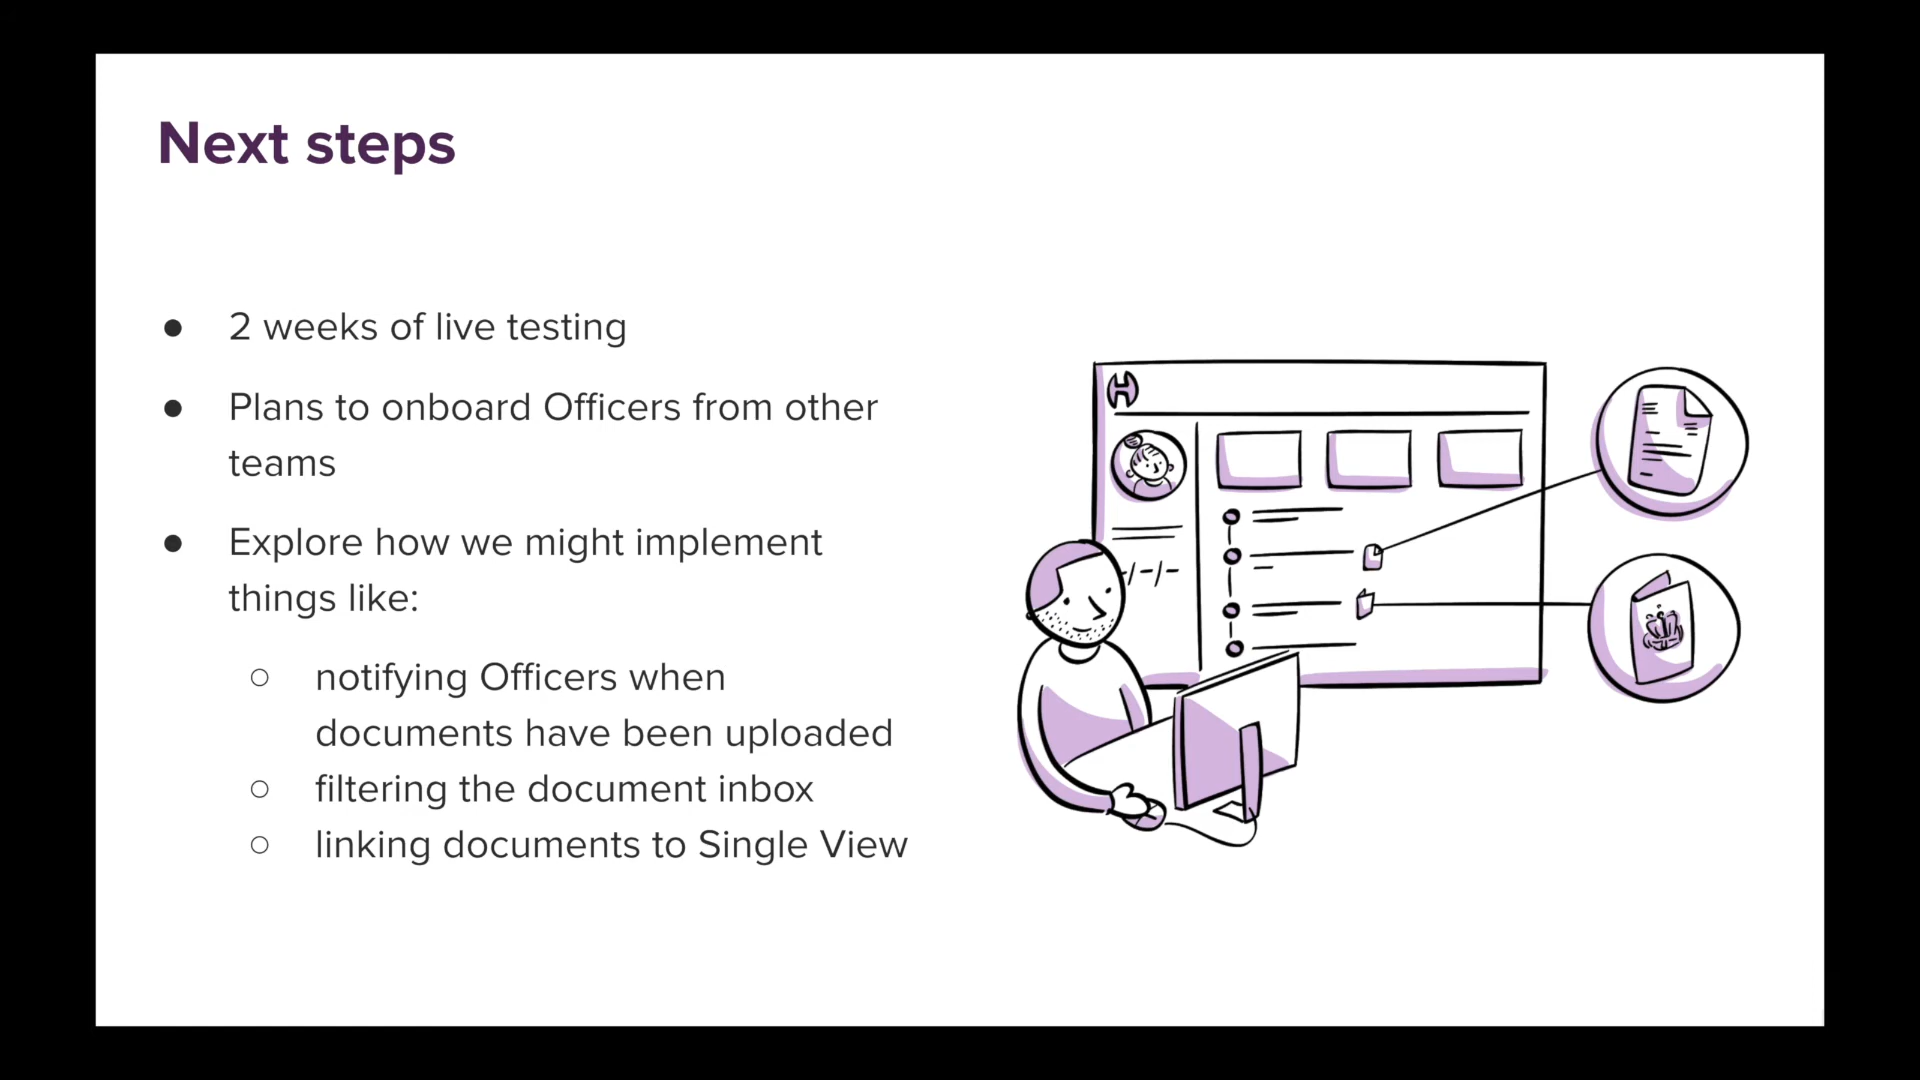 Next steps
● 2 weeks of live testing
● Plans to onboard Officers from other
teams
● Explore how we might implement
things like:
○ notifying Officers when
documents have been uploaded
○ filtering the document inbox
○ linking documents to Single View
H
-/-/-